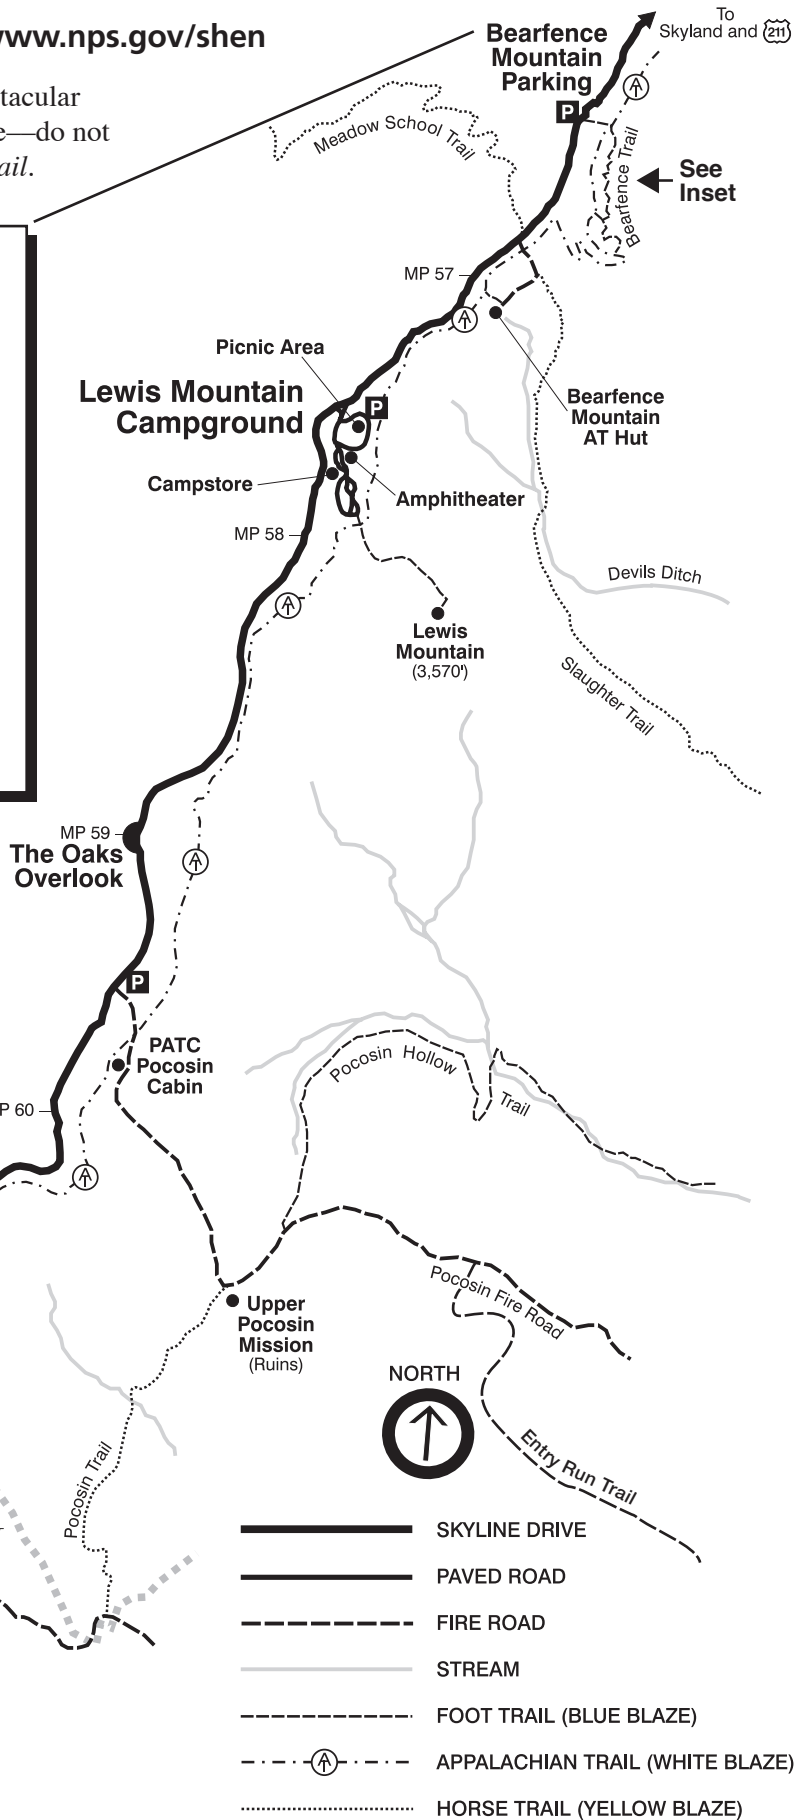 www.nps.gov/shen
tacular
e—do not
ail.
To
Skyland and 211
Bearfence
Mountain
Parking
P
Meadow School Trail
Bearfence Trail
See
Inset
MP 57
Picnic Area
Lewis Mountain
Campground
P
Bearfence
Mountain
AT Hut
Campstore
Amphitheater
MP 58
Devils Ditch
Lewis
Mountain
(3,570')
Slaughter Trail
MP 59
The Oaks
Overlook
P
PATC
Pocosin
Cabin
Pocosin Hollow
Trail
P 60
Upper
Pocosin
Mission
(Ruins)
Pocosin Fire Road
NORTH
Entry Run Trail
Pocosin Trail
SKYLINE DRIVE
PAVED ROAD
FIRE ROAD
STREAM
FOOT TRAIL (BLUE BLAZE)
APPALACHIAN TRAIL (WHITE BLAZE)
HORSE TRAIL (YELLOW BLAZE)